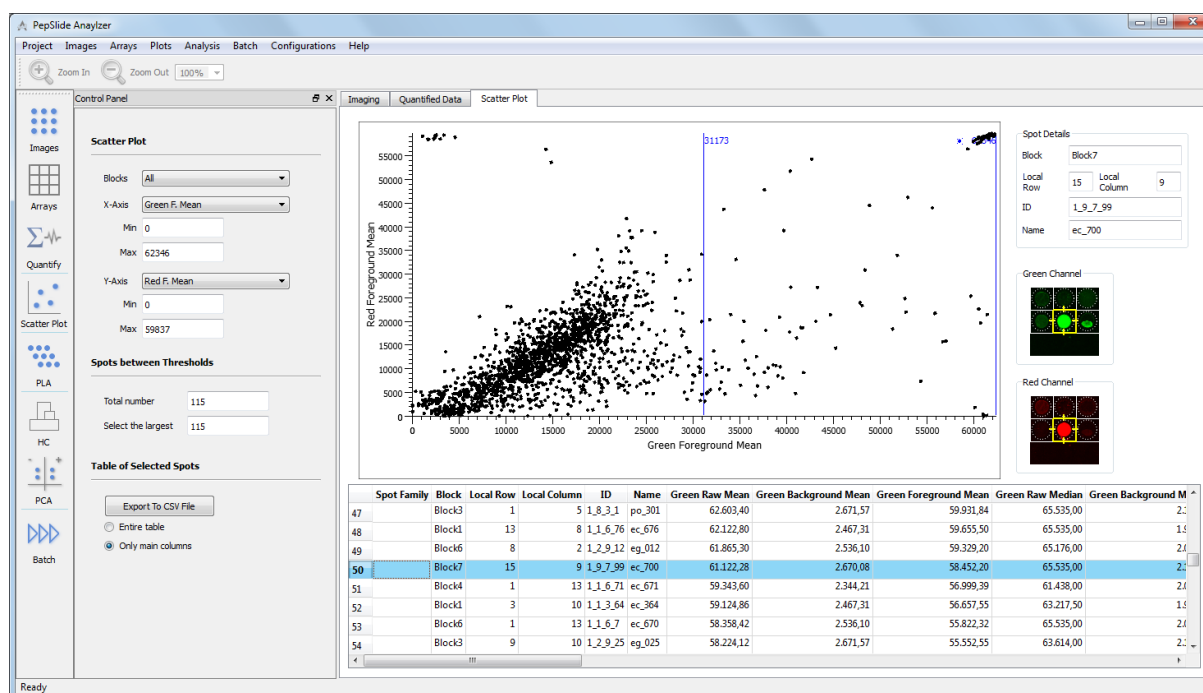 PepSlide Anaylzer
Project Images Arrays Plots Analysis Batch Configurations Help
Zoom In Zoom Out 100%
Images
Arrays
Quantify
Scatter Plot
PLA
HC
PCA
Batch
Control Panel
Scatter Plot
Blocks All
X-Axis Green F. Mean
Min 0
Max 62346
Y-Axis Red F. Mean
Min 0
Max 59837
Spots between Thresholds
Total number 115
Select the largest 115
Table of Selected Spots
Export To CSV File
Entire table
Only main columns
Imaging Quantified Data Scatter Plot
31173
Red Foreground Mean
55000
50000
45000
40000
35000
30000
25000
20000
15000
10000
5000
0
0 5000 10000 15000 20000 25000 30000 35000 40000 45000 50000 55000 60000
Green Foreground Mean
Spot Details
Block Block7
Local Row 15 Local Column 9
ID 1_9_7_99
Name ec_700
Green Channel
Red Channel
Spot Family Block Local Row Local Column ID Name Green Raw Mean Green Background Mean Green Foreground Mean Green Raw Median Green Background M
47 Block3 1 5 1_8_3_1 po_301 62.603,40 2.671,57 59.931,84 65.535,00
48 Block1 13 8 1_1_6_76 ec_676 62.122,80 2.467,31 59.655,50 65.535,00
49 Block6 8 2 1_2_9_12 eg_012 61.865,30 2.536,10 59.329,20 65.176,00
50 Block7 15 9 1_9_7_99 ec_700 61.122,28 2.670,08 58.452,20 65.535,00
51 Block4 1 13 1_1_6_71 ec_671 59.343,60 2.344,21 56.999,39 61.438,00
52 Block1 3 10 1_1_3_64 ec_364 59.124,86 2.467,31 56.657,55 63.217,50
53 Block6 1 13 1_1_6_7 ec_670 58.358,42 2.536,10 55.822,32 65.535,00
54 Block3 9 10 1_2_9_25 eg_025 58.224,12 2.671,57 55.552,55 63.614,00
Ready